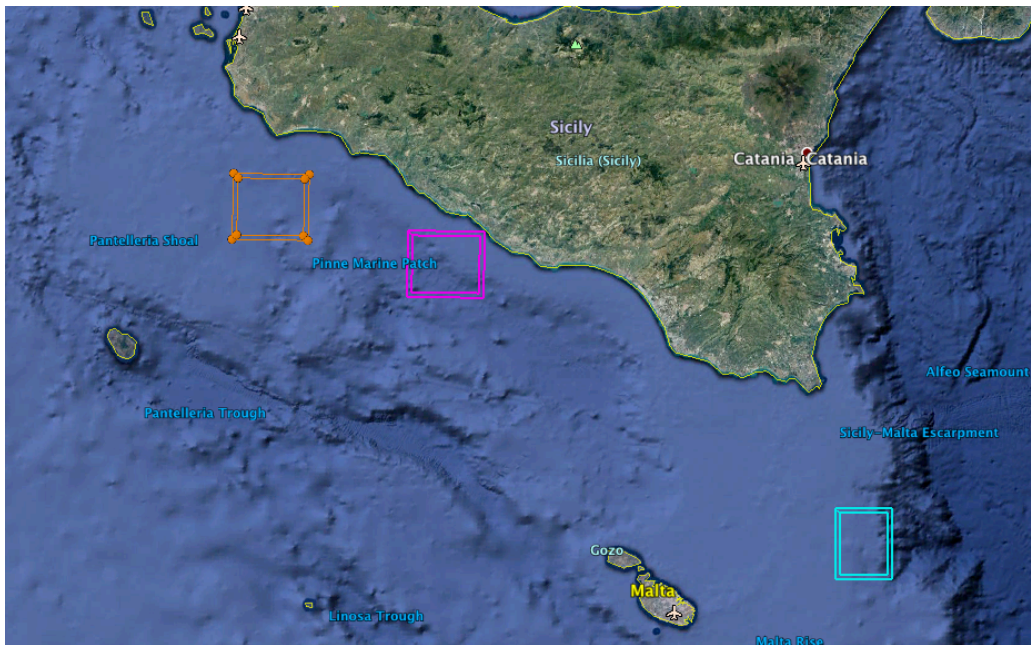 Sicily
Sicilia (Sicily)
Catania
Catania
Pantelleria Shoal
Pinne Marine Patch
Alfeo Seamount
Pantelleria Trough
Sicily-Malta Escarpment
Gozo
Malta
Linosa Trough
Malta Rise